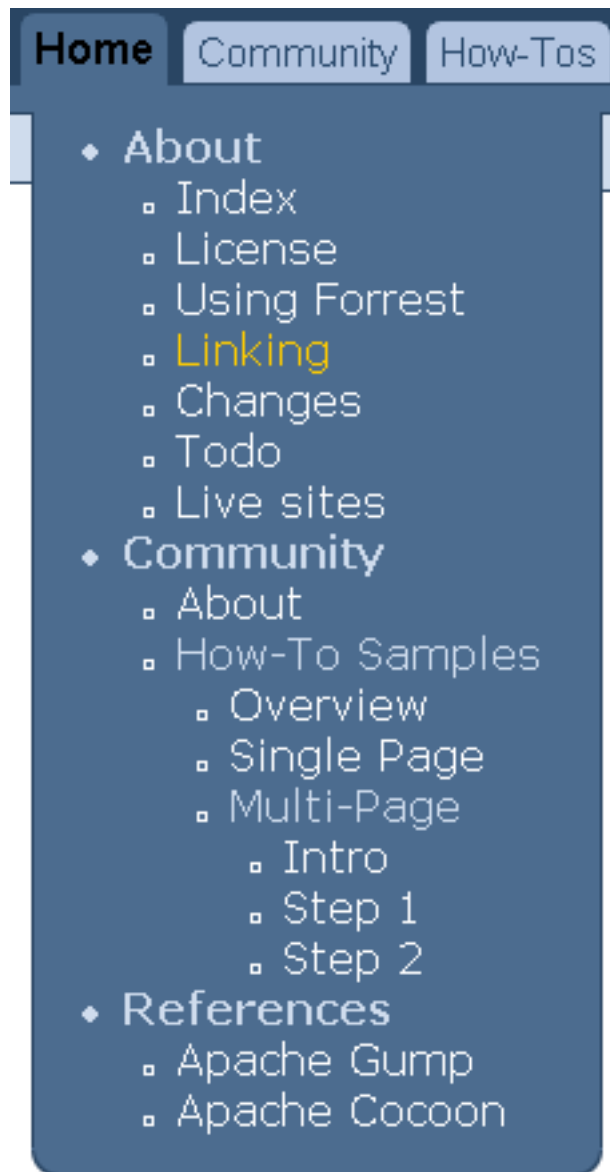 Home Community How-Tos
About
Index
License
Using Forrest
Linking
Changes
Todo
Live sites
Community
About
How-To Samples
Overview
Single Page
Multi-Page
Intro
Step 1
Step 2
References
Apache Gump
Apache Cocoon